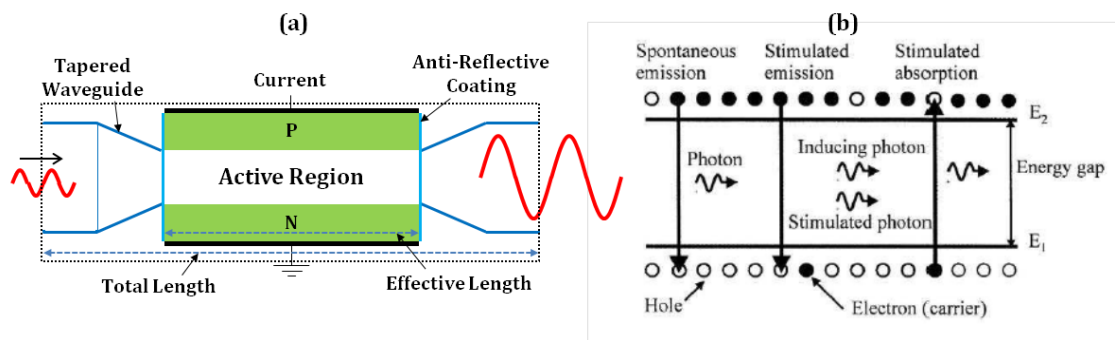 (a)
Tapered
Waveguide
Current
Anti-Reflective
Coating
P
Active Region
N
Total Length
Effective Length
(b)
Spontaneous
emission
Stimulated
emission
Stimulated
absorption
E2
Photon
Inducing photon
Energy gap
Stimulated photon
E1
Hole
Electron (carrier)